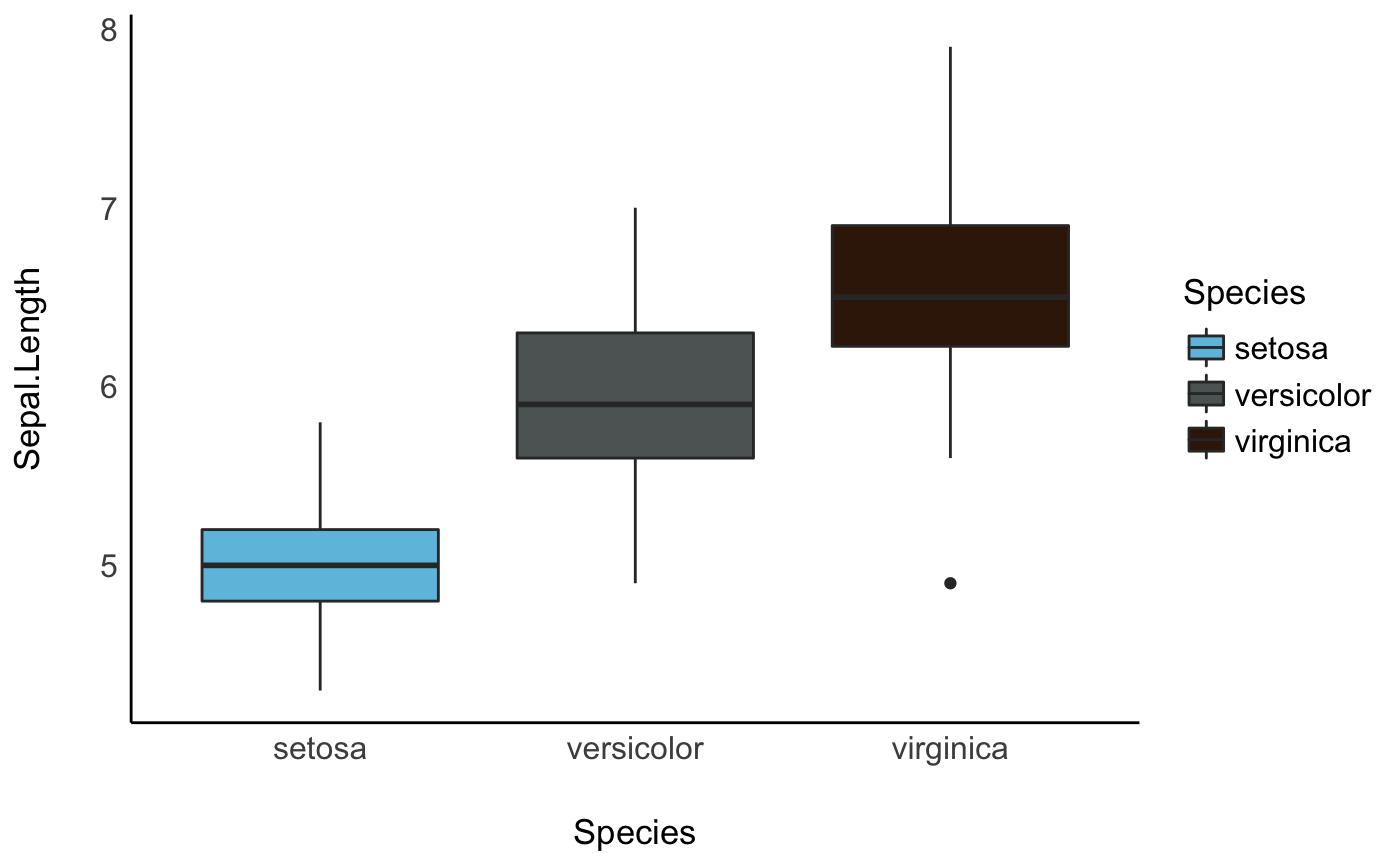 8
7
6
5
Sepal.Length
setosa
versicolor
virginica
Species
Species
setosa
versicolor
virginica